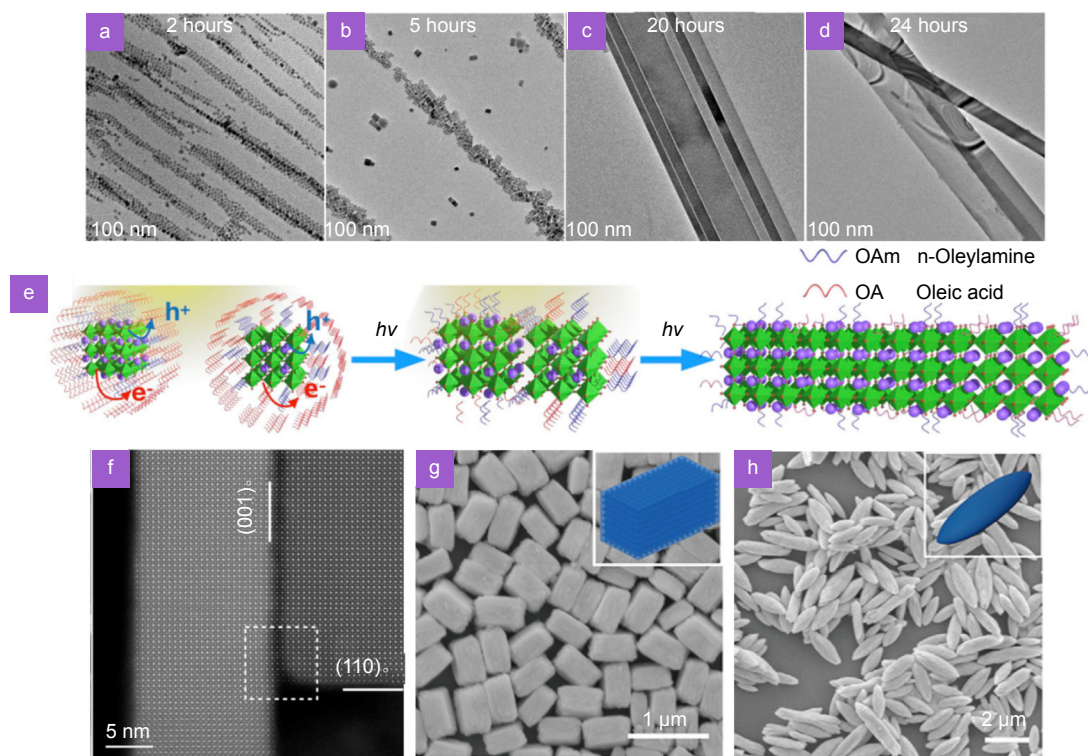 a 2 hours
100 nm
b 5 hours
100 nm
c 20 hours
100 nm
d 24 hours
100 nm
e
OAm n-Oleylamine
OA Oleic acid
h+
e-
h+
e-
hv
hv
f
(001)。
(110)。
5 nm
g
1 μm
h
2 μm